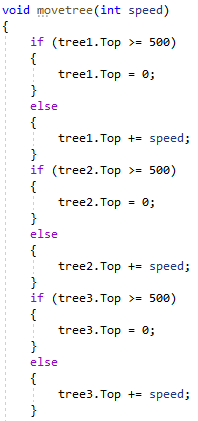 void movetree(int speed)
{
    if (tree1.Top >= 500)
    {
        tree1.Top = 0;
    }
    else
    {
        tree1.Top += speed;
    }
    if (tree2.Top >= 500)
    {
        tree2.Top = 0;
    }
    else
    {
        tree2.Top += speed;
    }
    if (tree3.Top >= 500)
    {
        tree3.Top = 0;
    }
    else
    {
        tree3.Top += speed;
    }